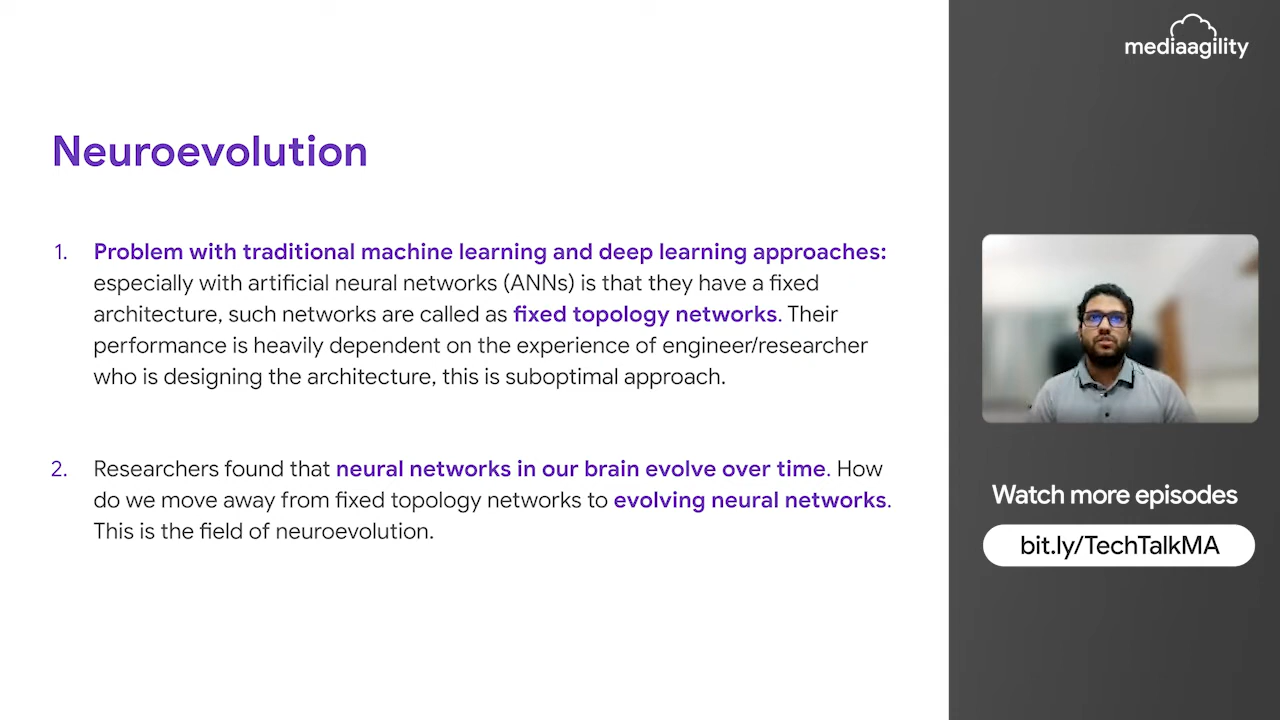 mediaagility
Neuroevolution
1. Problem with traditional machine learning and deep learning approaches:
especially with artificial neural networks (ANNs) is that they have a fixed
architecture, such networks are called as fixed topology networks. Their
performance is heavily dependent on the experience of engineer/researcher
who is designing the architecture, this is suboptimal approach.
2. Researchers found that neural networks in our brain evolve over time. How
do we move away from fixed topology networks to evolving neural networks.
This is the field of neuroevolution.
Watch more episodes
bit.ly/TechTalkMA